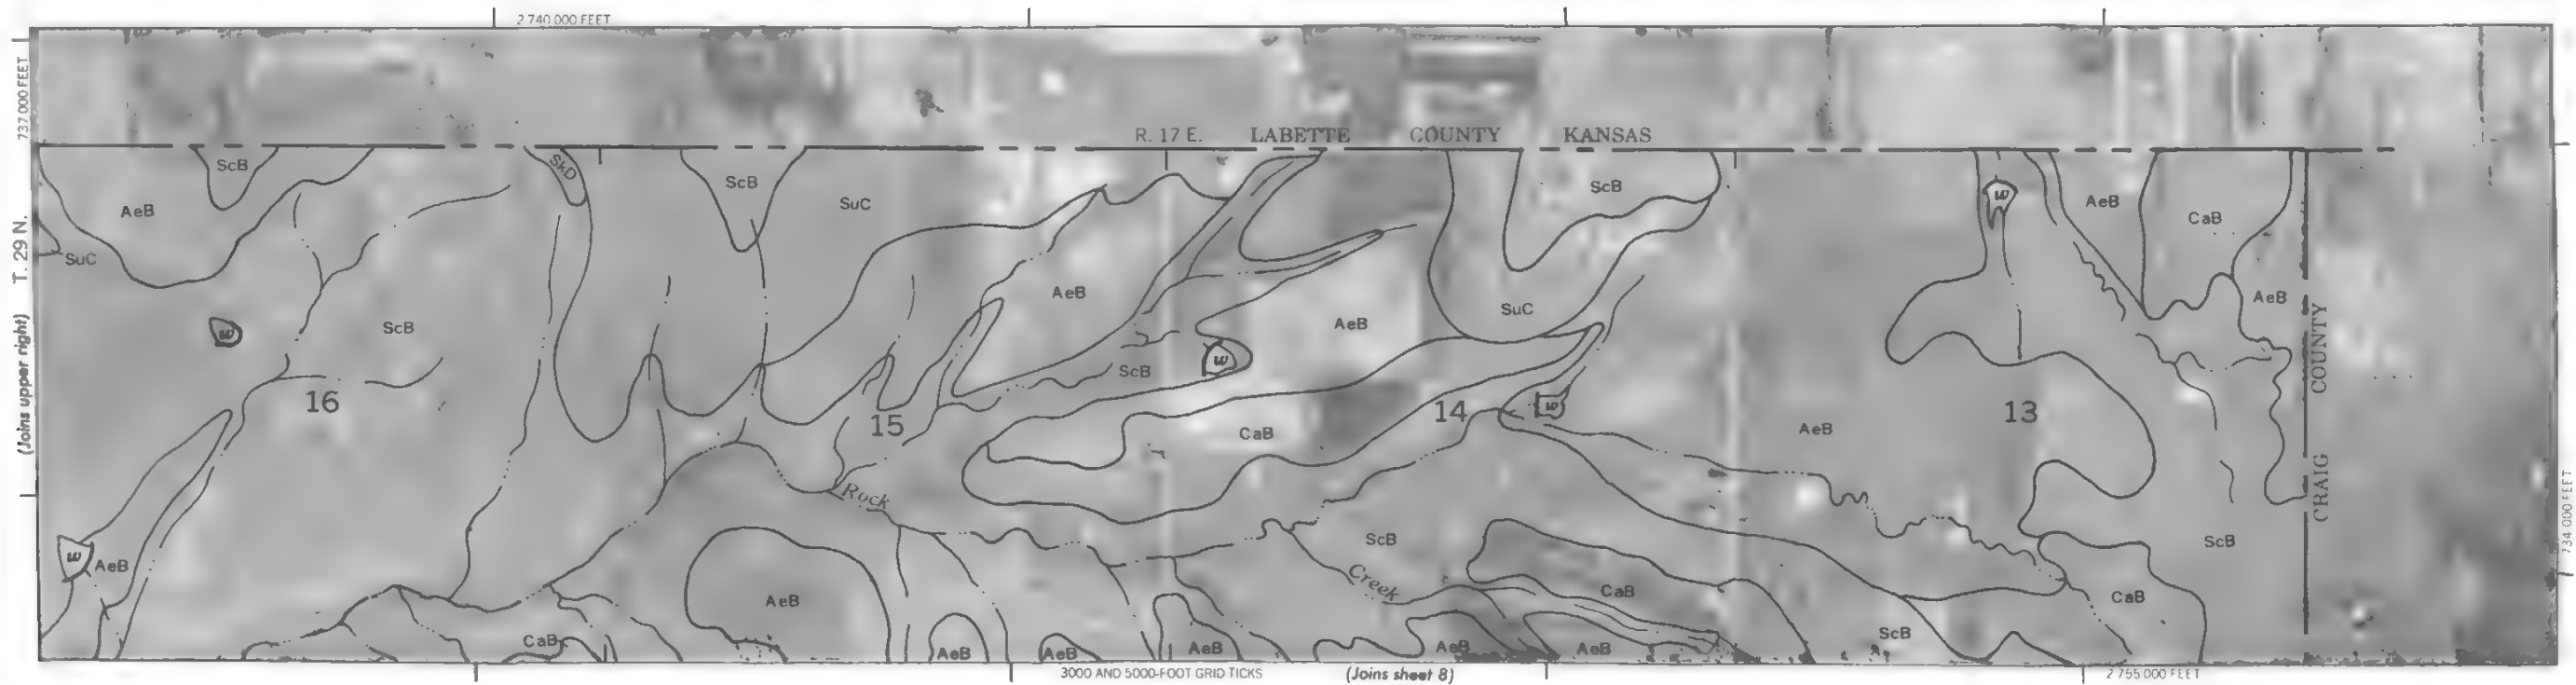 2 740 000 FEET
737 000 FEET
R. 17 E. LABETTE COUNTY KANSAS
ScB
SkD
ScB
ScB
w
AeB
CaB
AeB
SuC
T. 29 N.
SuC
AeB
AeB
SuC
AeB
ScB
w
ScB
w
(Joins upper right)
CRAIG COUNTY
16
15
14
w
13
CaB
AeB
Rock
734 000 FEET
w
AeB
ScB
ScB
Creek
CaB
CaB
AeB
CaB
AeB
AeB
AeB
AeB
AeB
ScB
3000 AND 5000-FOOT GRID TICKS
(Joins sheet 8)
2 755 000 FEET